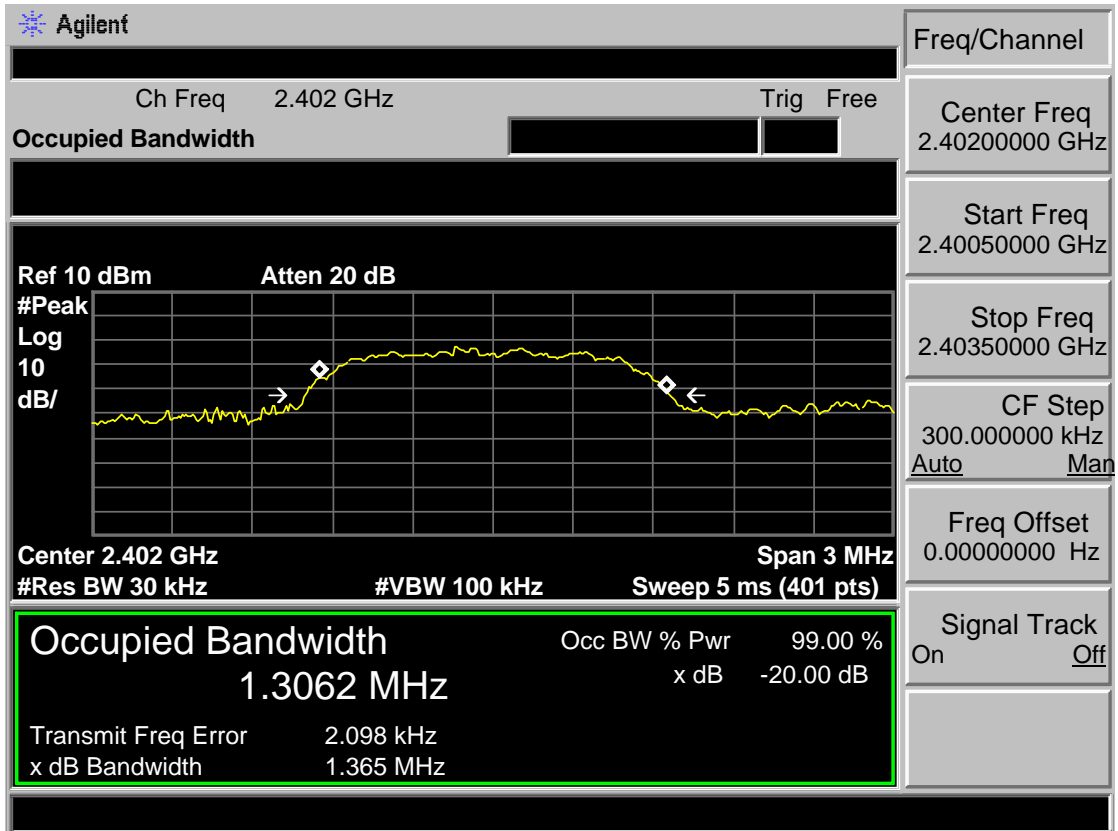 Agilent
Freq/Channel
Ch Freq 2.402 GHz Trig Free
Occupied Bandwidth
Center Freq
2.40200000 GHz
Start Freq
2.40050000 GHz
Stop Freq
2.40350000 GHz
CF Step
300.000000 kHz
Auto Man
Freq Offset
0.00000000 Hz
Signal Track
On Off
Ref 10 dBm Atten 20 dB
#Peak
Log
10
dB/
Center 2.402 GHz Span 3 MHz
#Res BW 30 kHz #VBW 100 kHz Sweep 5 ms (401 pts)
Occupied Bandwidth
1.3062 MHz
Occ BW % Pwr 99.00 %
x dB -20.00 dB
Transmit Freq Error 2.098 kHz
x dB Bandwidth 1.365 MHz